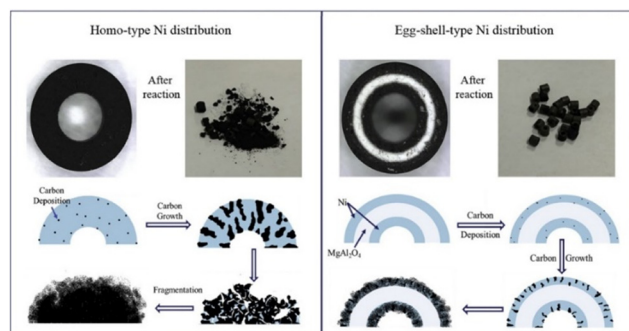 Homo-type Ni distribution
After
reaction
Carbon
Deposition
Carbon
Growth
Fragmentation
Egg-shell-type Ni distribution
After
reaction
Ni
MgAl₂O₄
Carbon
Deposition
Carbon
Growth